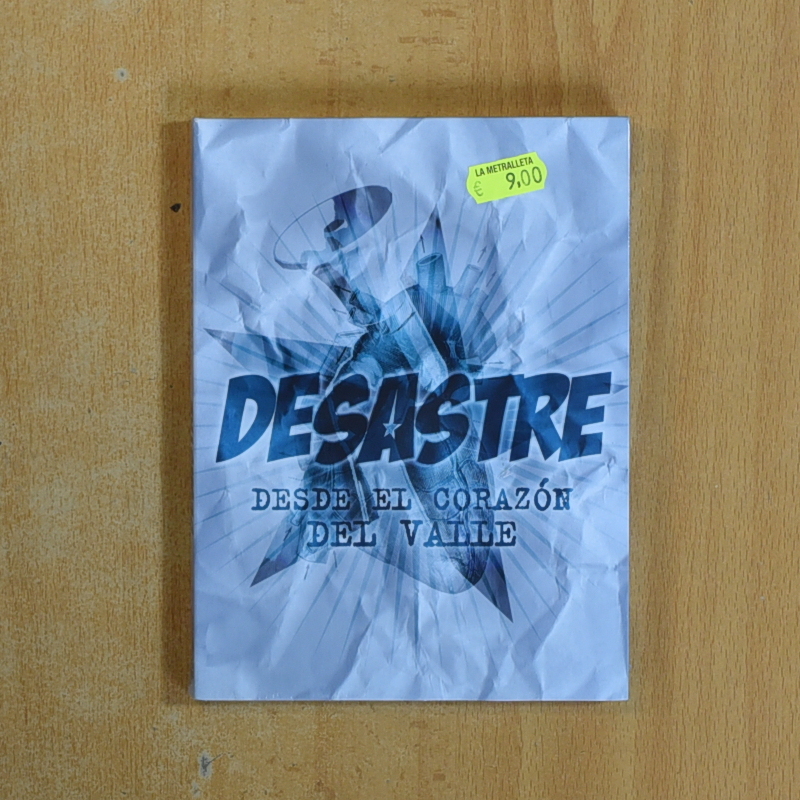 LA METRALLETA
€ 9,00
DESASTRE
DESDE EL CORAZÓN
DEL VALLE